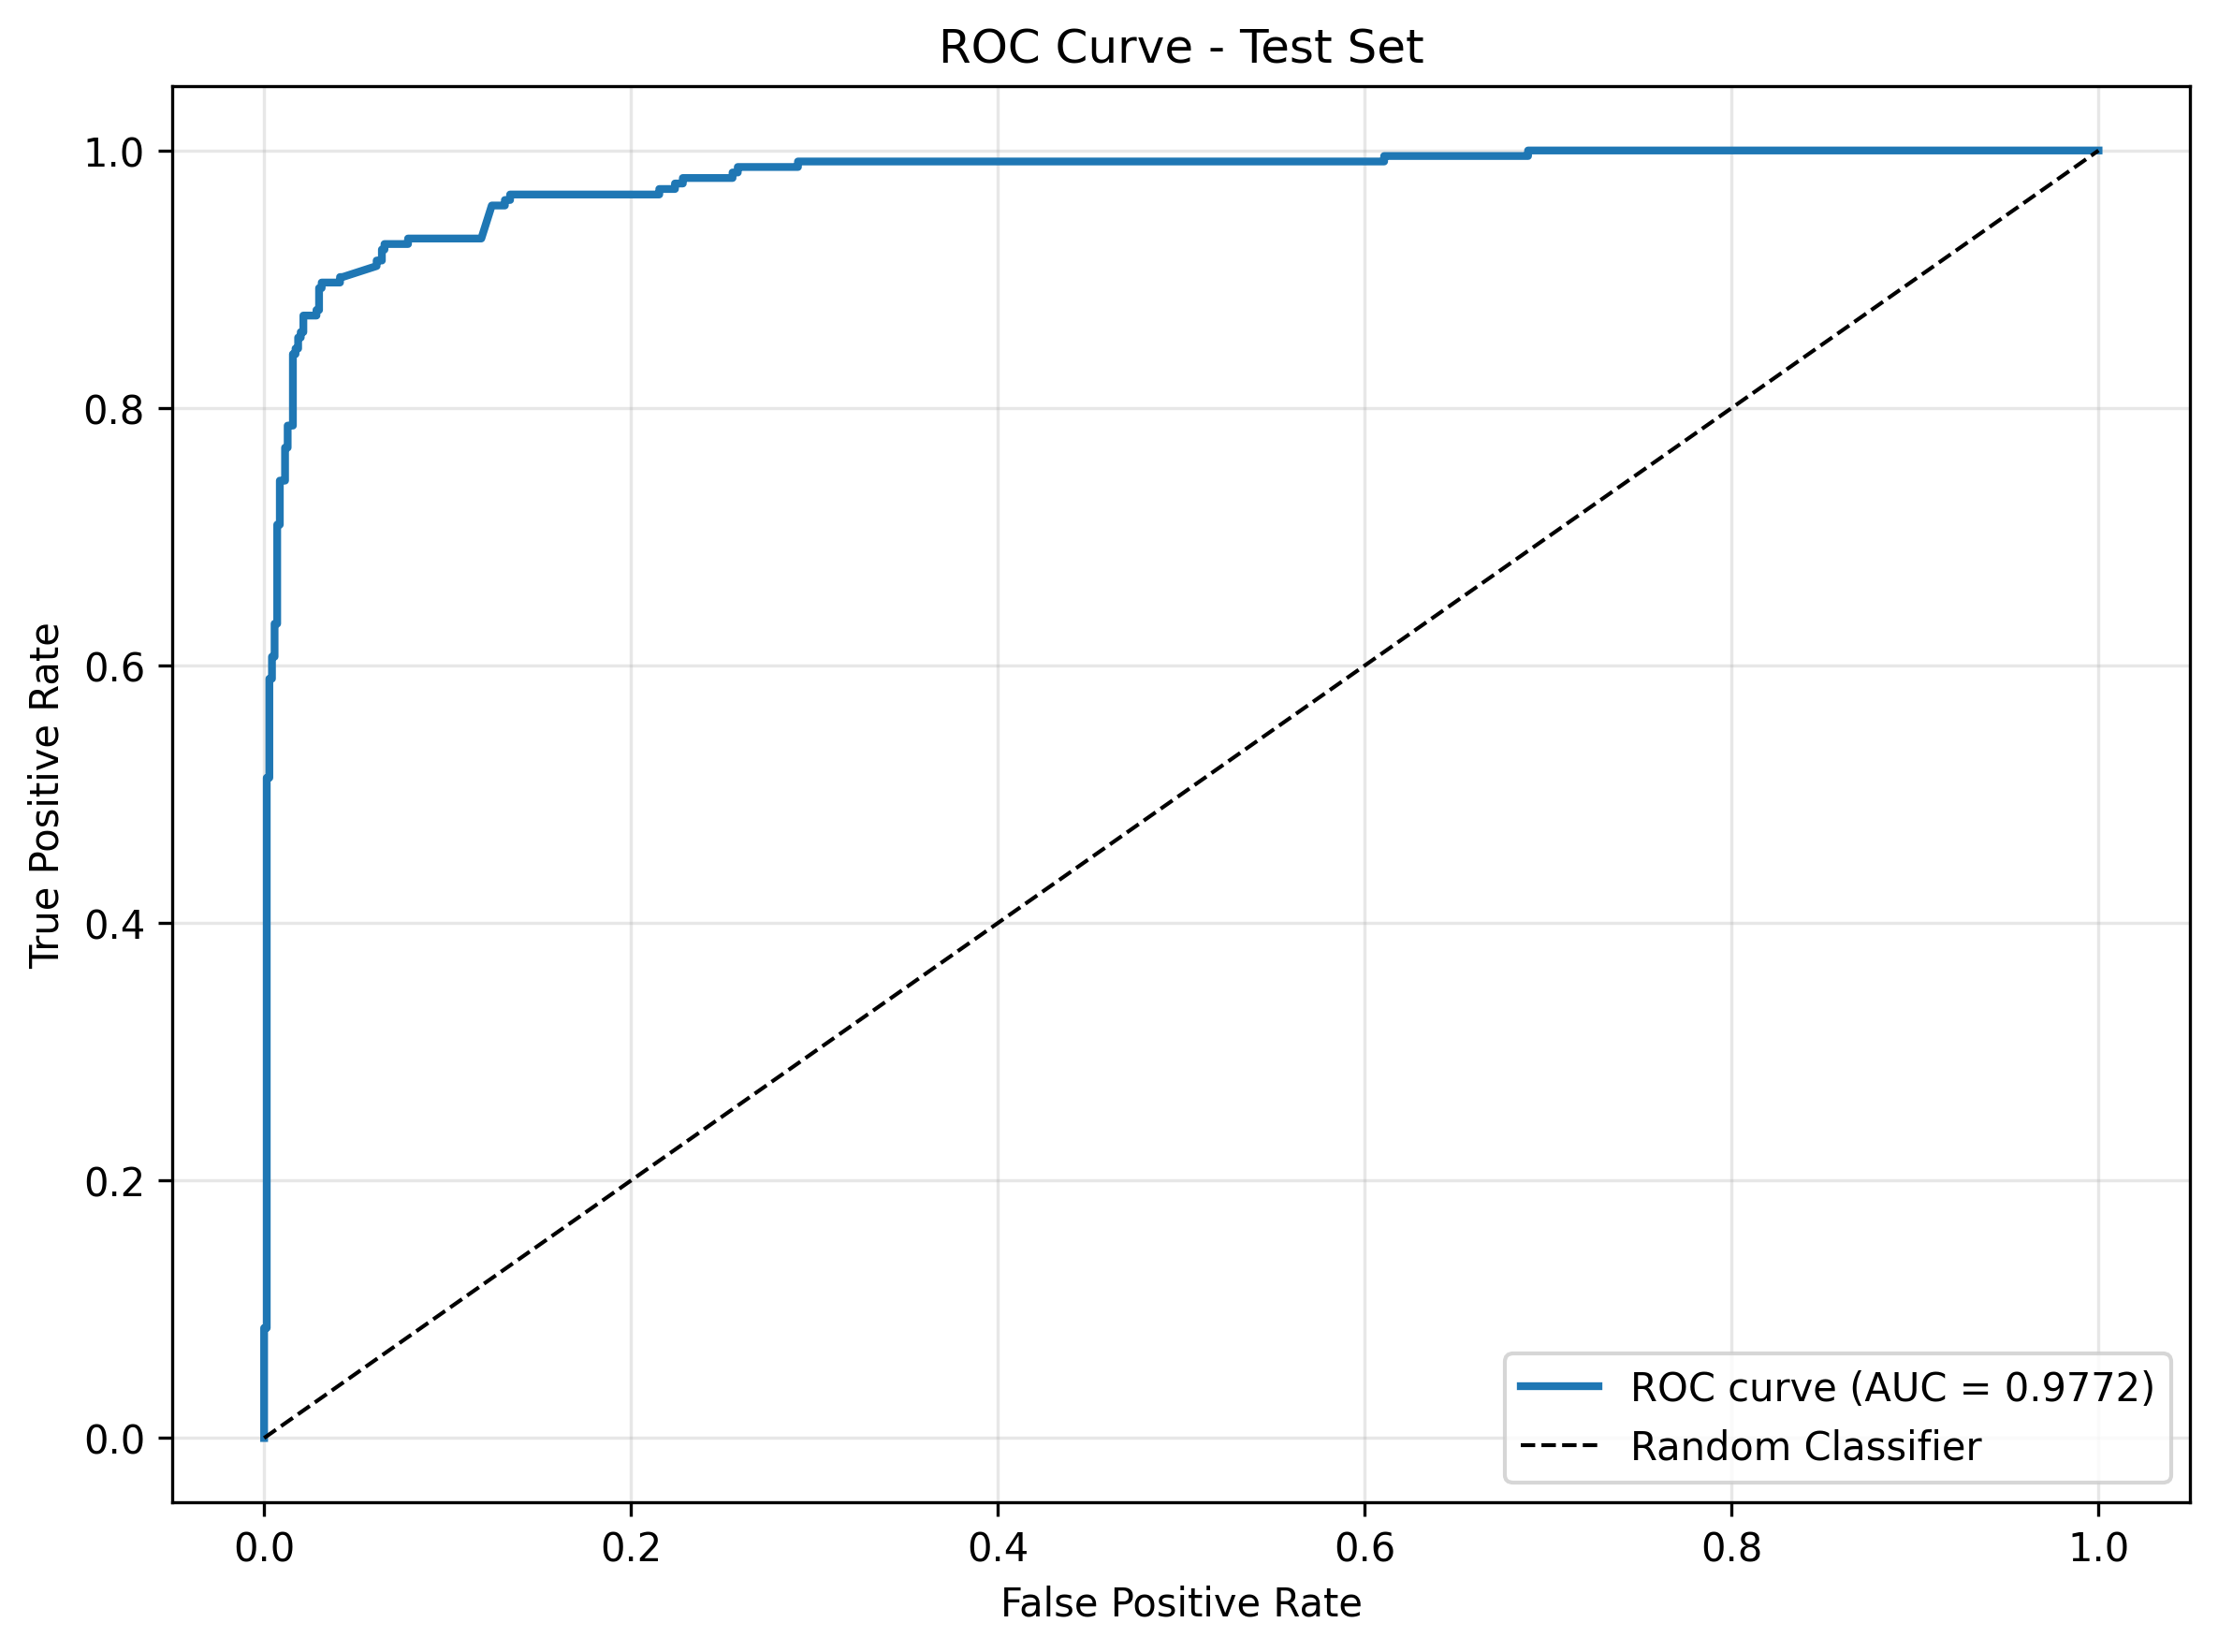 ROC Curve - Test Set
True Positive Rate
1.0
0.8
0.6
0.4
0.2
0.0
ROC curve (AUC = 0.9772)
Random Classifier
0.0 0.2 0.4 0.6 0.8 1.0
False Positive Rate